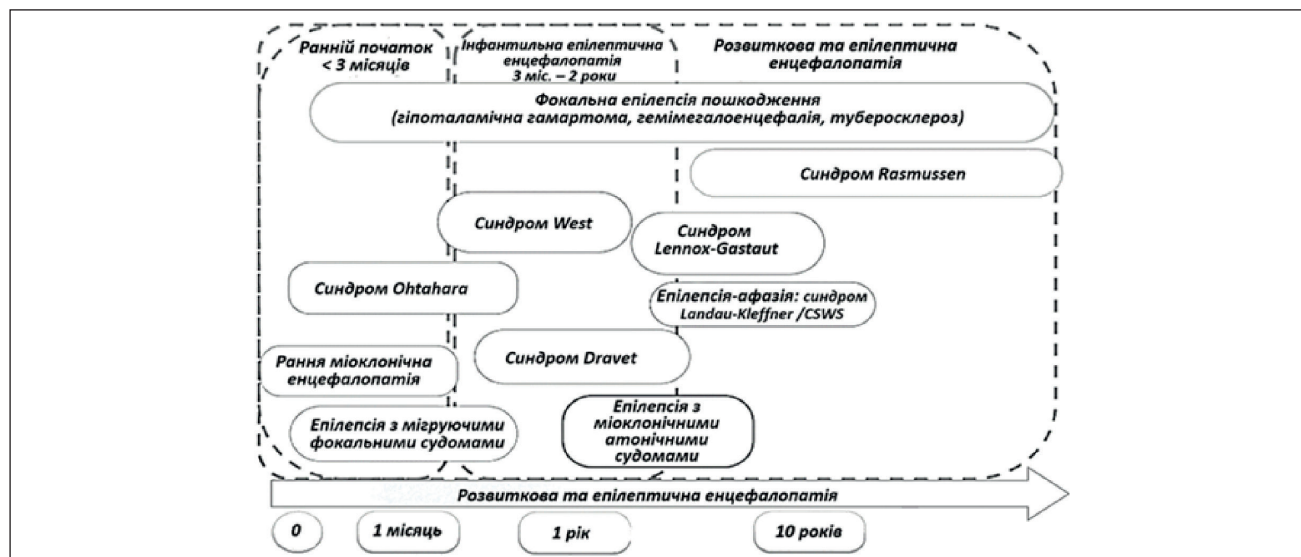 Ранній початок
< 3 місяців
Інфантильна епілептична
енцефалопатія
3 міс. – 2 роки
Розвиткова та епілептична
енцефалопатія
Фокальна епілепсія пошкодження
(гіпоталамічна гамартома, гемімегалоенцефалія, туберосклероз)
Синдром Rasmussen
Синдром West
Синдром
Lennox-Gastaut
Синдром Ohtahara
Епілепсія-афазія: синдром
Landau-Kleffner /CSWS
Синдром Dravet
Рання міоклонічна
енцефалопатія
Епілепсія з мігруючими
фокальними судомами
Епілепсія з
міоклонічними
атонічними
судомами
Розвиткова та епілептична енцефалопатія
0
1 місяць
1 рік
10 років